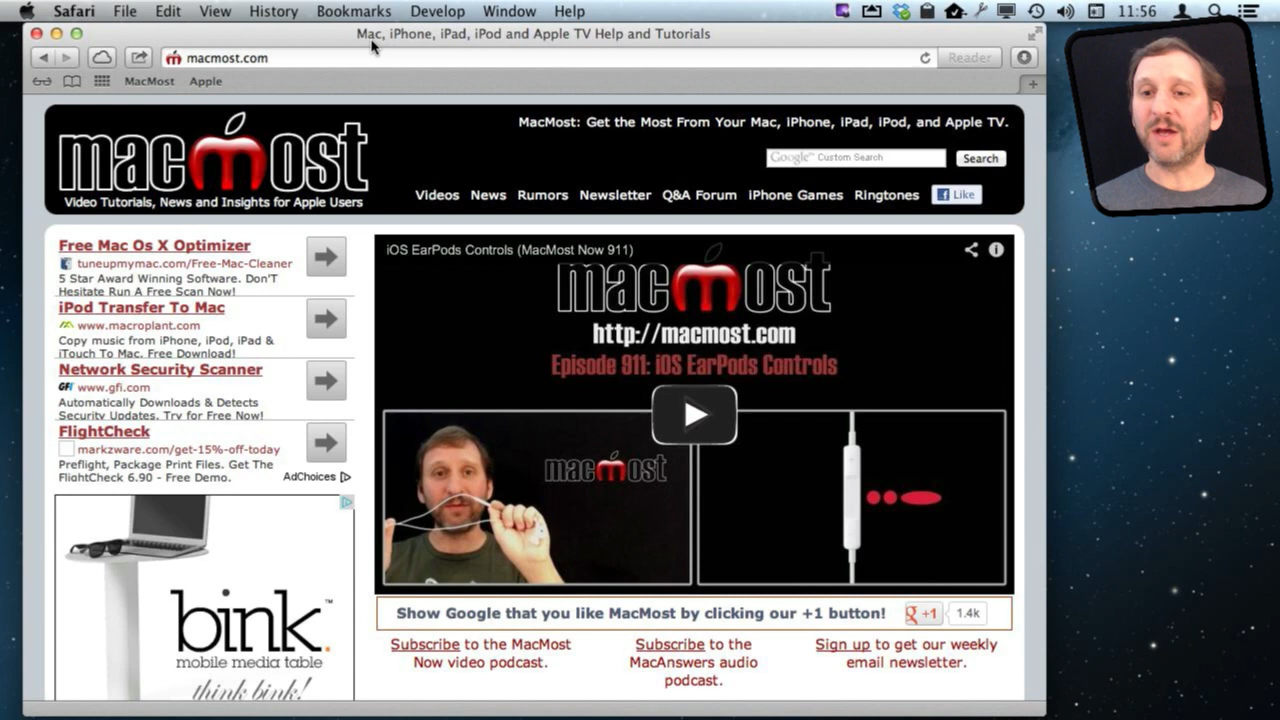 Safari File Edit View History Bookmarks Develop Window Help 11:56
Mac, iPhone, iPad, iPod and Apple TV Help and Tutorials
macmost.com Reader
MacMost Apple
macmost
Video Tutorials, News and Insights for Apple Users
MacMost: Get the Most From Your Mac, iPhone, iPad, iPod, and Apple TV.
Google™ Custom Search Search
Videos News Rumors Newsletter Q&A Forum iPhone Games Ringtones Like
Free Mac Os X Optimizer
tuneupmymac.com/Free-Mac-Cleaner
5 Star Award Winning Software. Don'T
Hesitate Run A Free Scan Now!
iPod Transfer To Mac
www.macroplant.com
Copy music from iPhone, iPod, iPad &
iTouch To Mac. Free Download!
Network Security Scanner
GFI www.gfi.com
Automatically Downloads & Detects
Security Updates. Try for Free Now!
FlightCheck
markzware.com/get-15%-off-today
Preflight, Package Print Files. Get The
FlightCheck 6.90 - Free Demo.
AdChoices
bink.™
mobile media table
think bink!
iOS EarPods Controls (MacMost Now 911)
macmost
http://macmost.com
Episode 911: iOS EarPods Controls
macmost
Show Google that you like MacMost by clicking our +1 button! g +1 1.4k
Subscribe to the MacMost
Now video podcast.
Subscribe to the
MacAnswers audio
podcast.
Sign up to get our weekly
email newsletter.